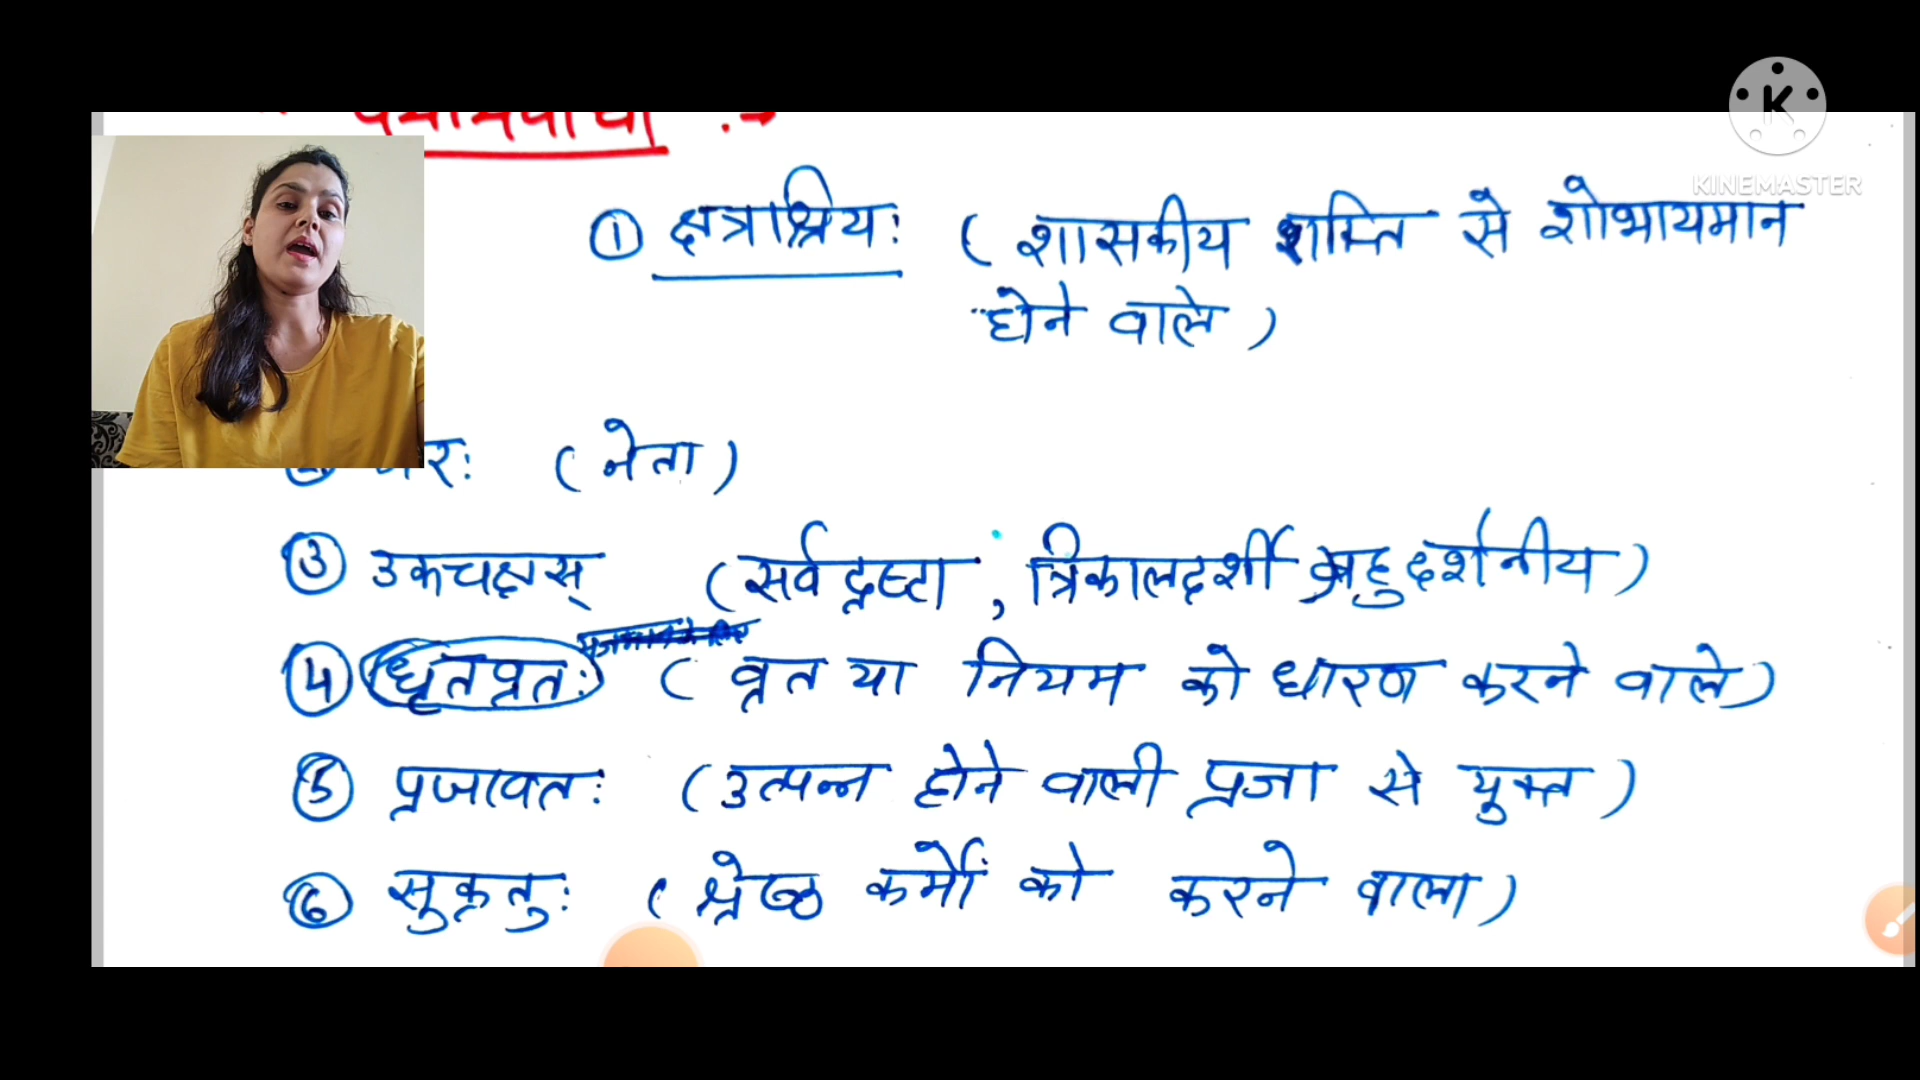 KINEMASTER
① क्षत्राश्रियः (शासकीय शक्ति से शोभायमान
होने वाले)
रः (नेता)
③ उरुचक्षस् (सर्व द्रष्टा, त्रिकालदर्शी बहुदर्शनीय)
④ धृतव्रतः (व्रत या नियम को धारण करने वाले)
⑤ प्रजावतः (उत्पन्न होने वाली प्रजा से युक्त)
⑥ सुक्रतुः (श्रेष्ठ कर्मों को करने वाला)